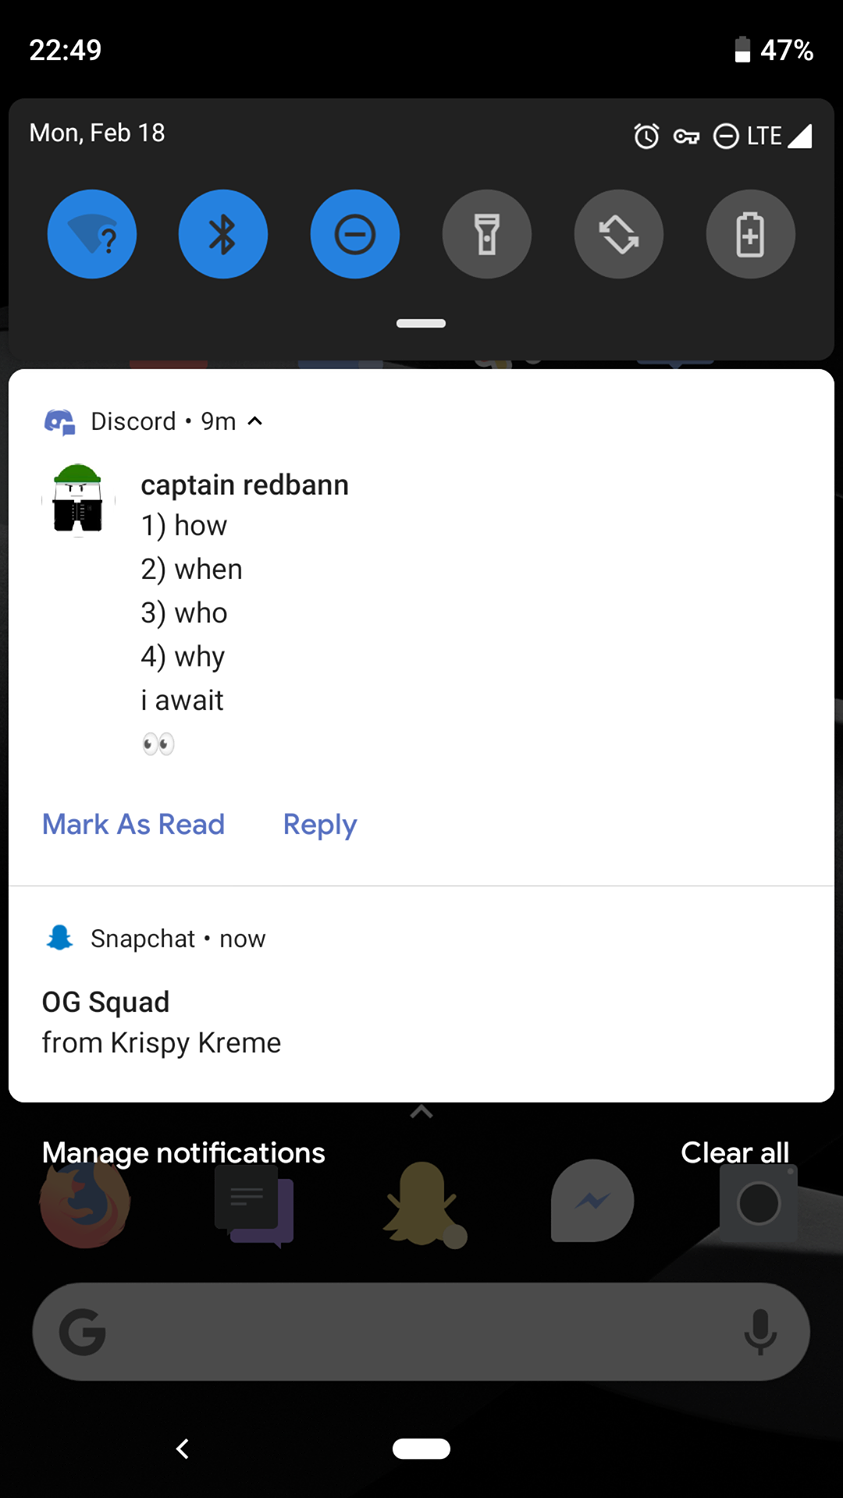 22:49 47%
Mon, Feb 18 LTE
?
Discord • 9m
captain redbann
1) how
2) when
3) who
4) why
i await
👀
Mark As Read Reply
Snapchat • now
OG Squad
from Krispy Kreme
Manage notifications Clear all
G